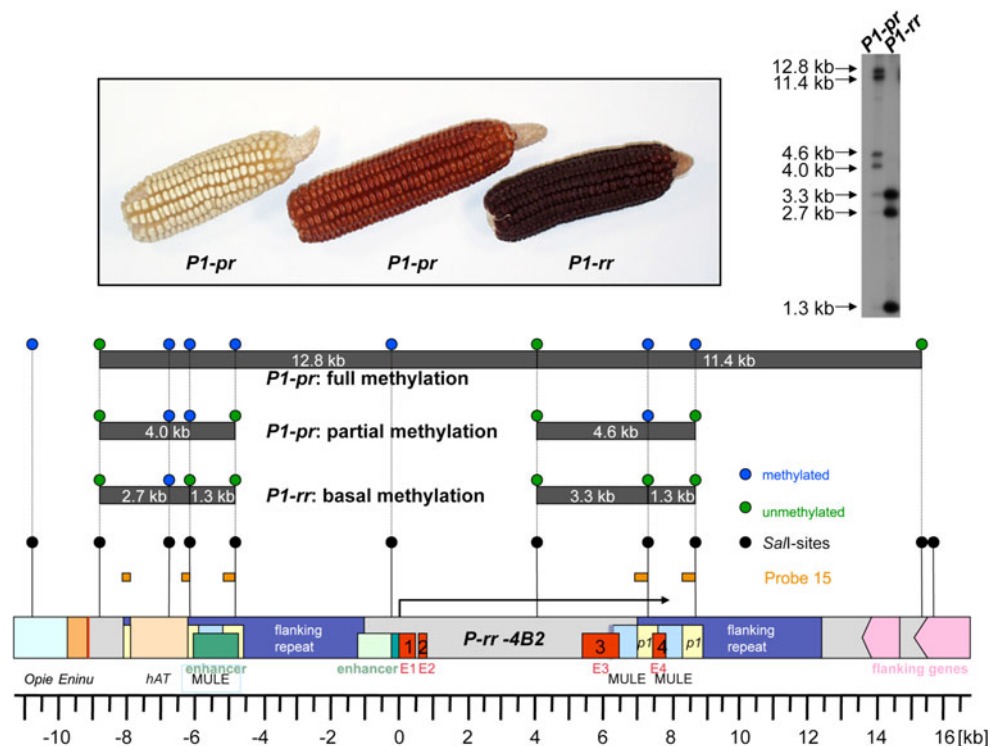 P1-pr
P1-rr
12.8 kb
11.4 kb
4.6 kb
4.0 kb
3.3 kb
2.7 kb
1.3 kb
P1-pr P1-pr P1-rr
12.8 kb 11.4 kb
P1-pr: full methylation
4.0 kb P1-pr: partial methylation 4.6 kb
2.7 kb 1.3 kb P1-rr: basal methylation 3.3 kb 1.3 kb
methylated
unmethylated
SalI-sites
Probe 15
flanking repeat 1 2 P-rr -4B2 3 p1 4 p1 flanking repeat
enhancer enhancer E1 E2 E3 E4 flanking genes
Opie Eninu hAT MULE MULE MULE
-10 -8 -6 -4 -2 0 2 4 6 8 10 12 14 16 [kb]